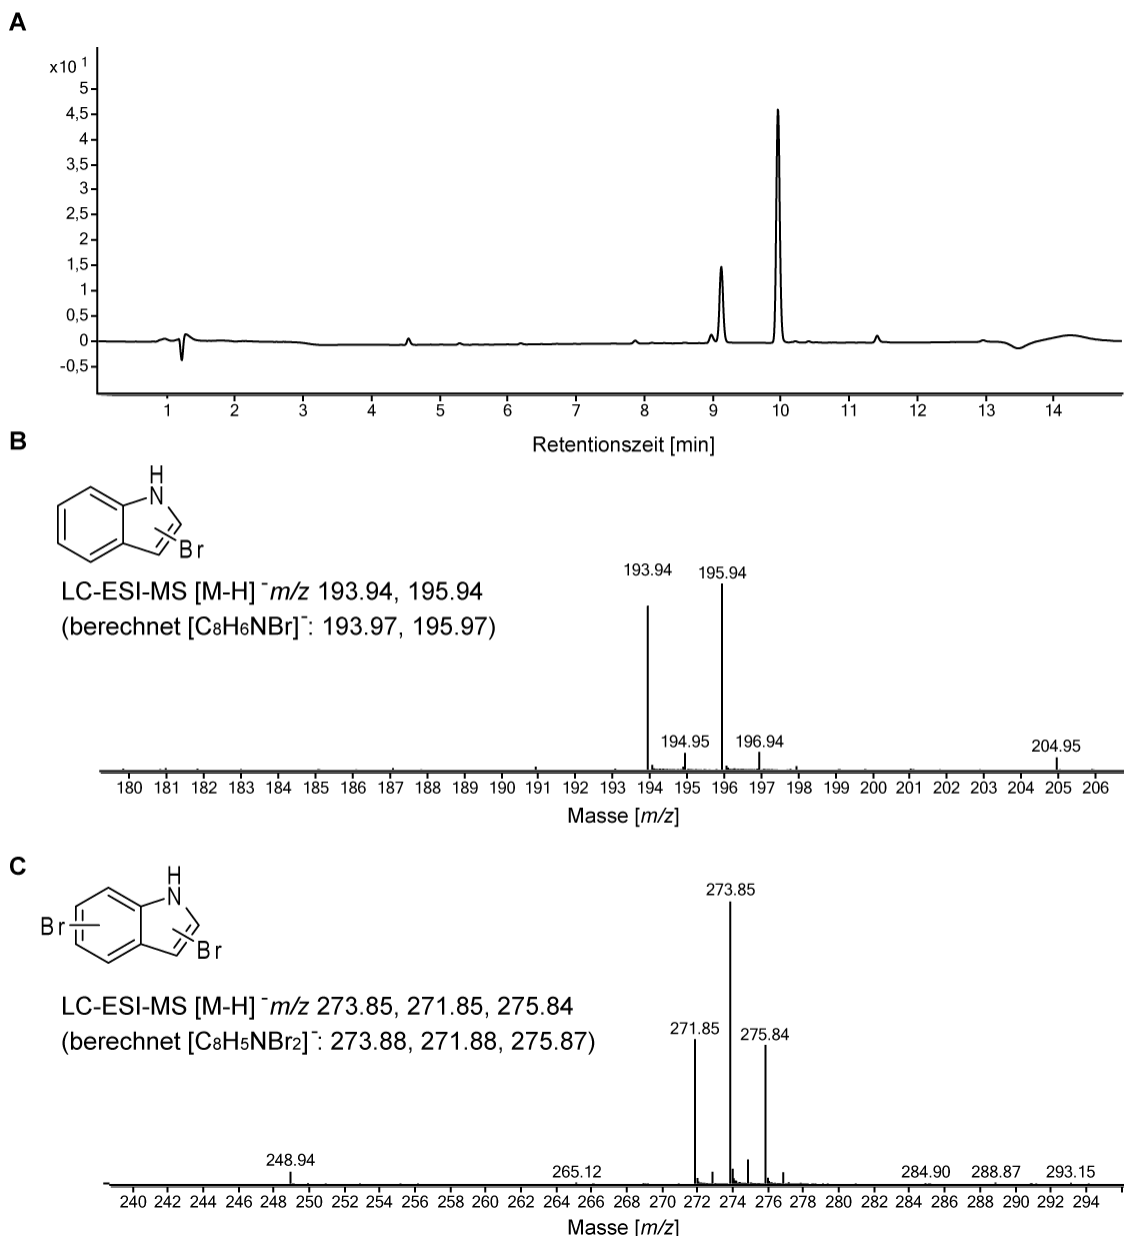 A
x10 1
5
4,5
4
3,5
3
2,5
2
1,5
1
0,5
0
-0,5
1 2 3 4 5 6 7 8 9 10 11 12 13 14
Retentionszeit [min]
B
H
N
Br
LC-ESI-MS [M-H] - m/z 193.94, 195.94
(berechnet [C8H6NBr]-: 193.97, 195.97)
193.94 195.94
194.95 196.94 204.95
180 181 182 183 184 185 186 187 188 189 190 191 192 193 194 195 196 197 198 199 200 201 202 203 204 205 206
Masse [m/z]
C
H
N
Br
Br
LC-ESI-MS [M-H] - m/z 273.85, 271.85, 275.84
(berechnet [C8H5NBr2]-: 273.88, 271.88, 275.87)
273.85
271.85 275.84
248.94 265.12 284.90 288.87 293.15
240 242 244 246 248 250 252 254 256 258 260 262 264 266 268 270 272 274 276 278 280 282 284 286 288 290 292 294
Masse [m/z]